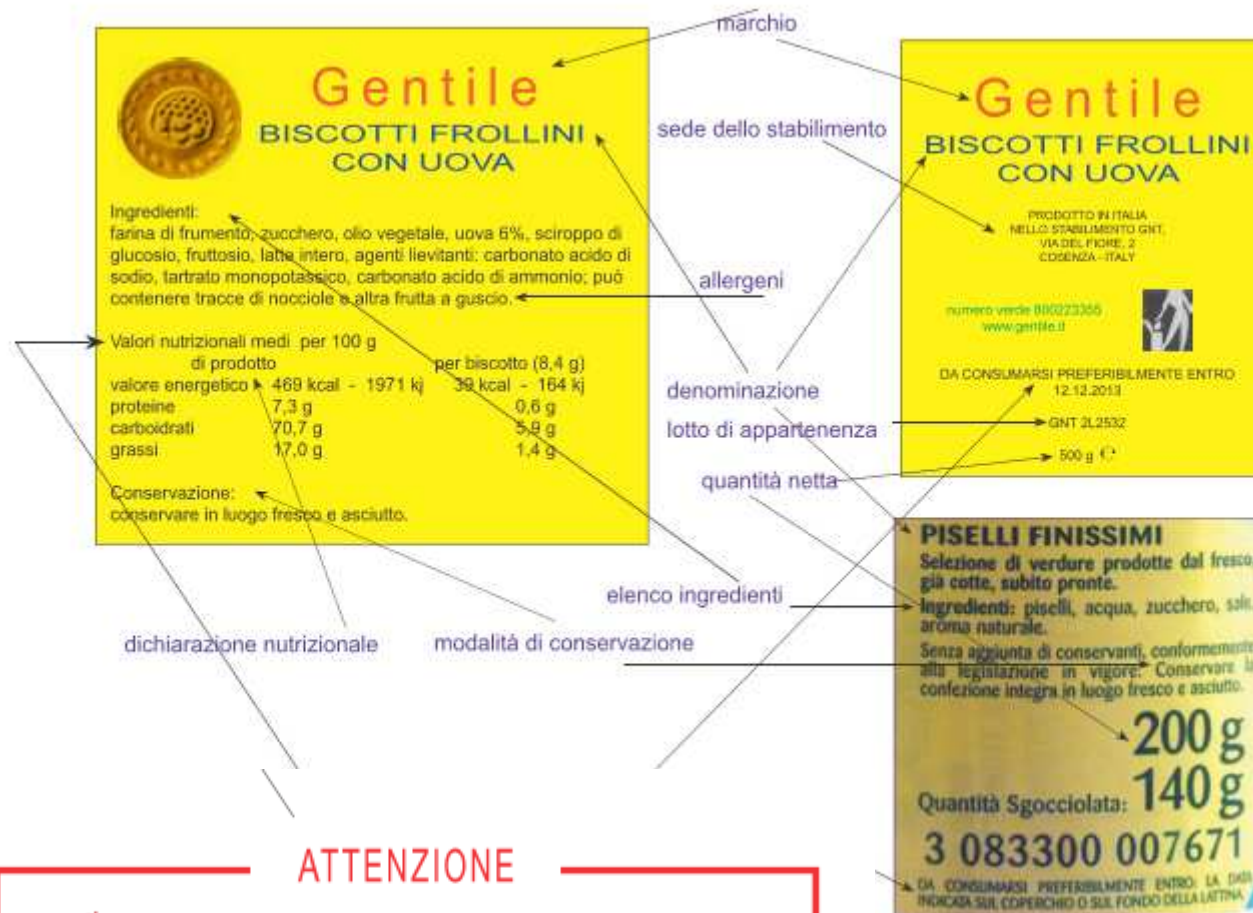 marchio
Gentile
BISCOTTI FROLLINI
CON UOVA
Ingredienti:
farina di frumento, zucchero, olio vegetale, uova 6%, sciroppo di
glucosio, fruttosio, latte intero, agenti lievitanti: carbonato acido di
sodio, tartrato monopotassico, carbonato acido di ammonio; può
contenere tracce di nocciole e altra frutta a guscio.
Valori nutrizionali medi per 100 g
di prodotto per biscotto (8,4 g)
valore energetico 469 kcal - 1971 kj 39 kcal - 164 kj
proteine 7,3 g 0,6 g
carboidrati 70,7 g 5,9 g
grassi 17,0 g 1,4 g
Conservazione:
conservare in luogo fresco e asciutto.
sede dello stabilimento
allergeni
denominazione
lotto di appartenenza
quantità netta
elenco ingredienti
dichiarazione nutrizionale
modalità di conservazione
Gentile
BISCOTTI FROLLINI
CON UOVA
PRODOTTO IN ITALIA
NELLO STABILIMENTO GNT,
VIA DEL FIORE, 2
COSENZA - ITALY
numero verde 800223355
www.gentile.it
DA CONSUMARSI PREFERIBILMENTE ENTRO
12.12.2013
GNT 2L2532
500 g ℮
PISELLI FINISSIMI
Selezione di verdure prodotte dal fresco,
già cotte, subito pronte.
Ingredienti: piselli, acqua, zucchero, sale,
aroma naturale.
Senza aggiunta di conservanti, conformemente
alla legislazione in vigore. Conservare la
confezione integra in luogo fresco e asciutto.
200 g
Quantità Sgocciolata: 140 g
3 083300 007671
DA CONSUMARSI PREFERIBILMENTE ENTRO: LA DATA
INDICATA SUL COPERCHIO O SUL FONDO DELLA LATTINA
ATTENZIONE